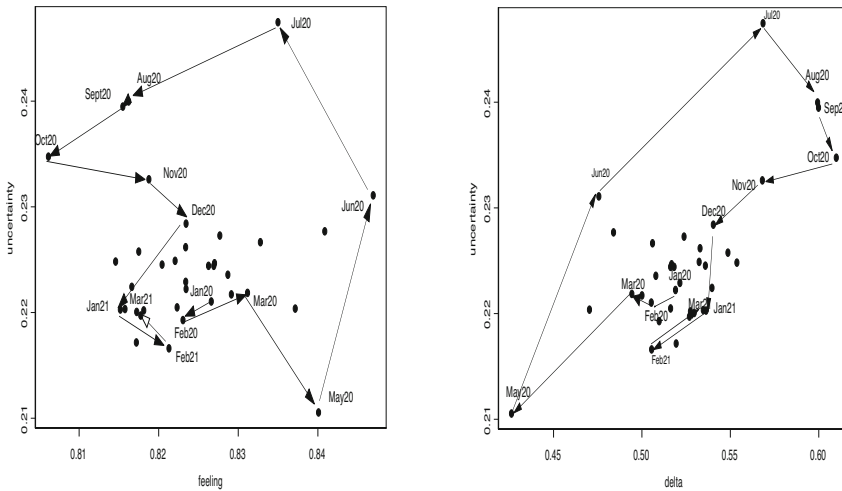 Jul20
Aug20
Sept20
Oct20
Nov20
Dec20
Jun20
Jan21
Mar21
Jan20
Mar20
Feb20
Feb21
May20
uncertainty
0.21
0.22
0.23
0.24
0.81
0.82
0.83
0.84
feeling
Jul20
Aug20
Sep20
Oct20
Nov20
Jun20
Dec20
Mar20
Jan20
Feb20
Jan21
Feb21
May20
uncertainty
0.21
0.22
0.23
0.24
0.45
0.50
0.55
0.60
delta